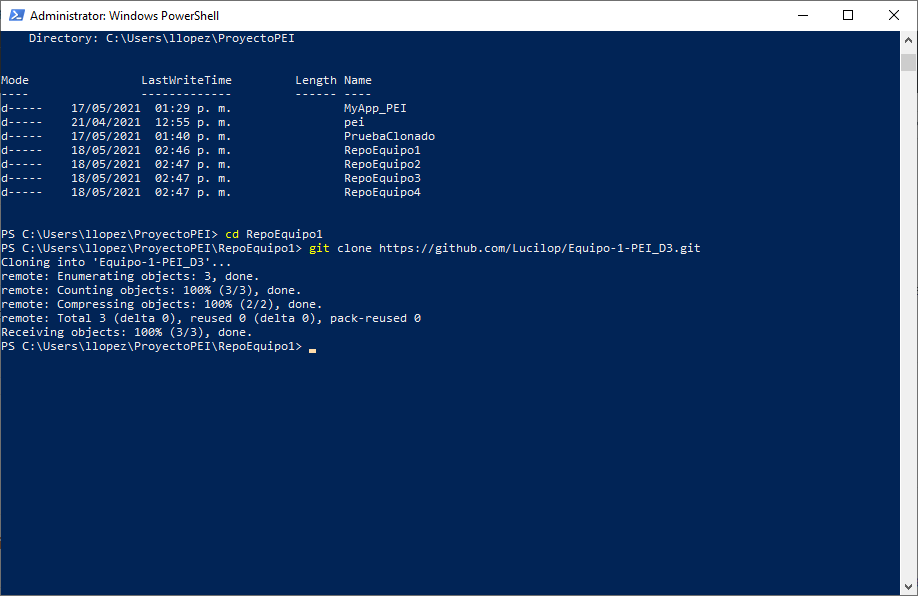 Administrator: Windows PowerShell
Directory: C:\Users\llopez\ProyectoPEI
Mode LastWriteTime Length Name
---- ------------- ------ ----
d----- 17/05/2021 01:29 p. m. MyApp_PEI
d----- 21/04/2021 12:55 p. m. pei
d----- 17/05/2021 01:40 p. m. PruebaClonado
d----- 18/05/2021 02:46 p. m. RepoEquipo1
d----- 18/05/2021 02:47 p. m. RepoEquipo2
d----- 18/05/2021 02:47 p. m. RepoEquipo3
d----- 18/05/2021 02:47 p. m. RepoEquipo4
PS C:\Users\llopez\ProyectoPEI> cd RepoEquipo1
PS C:\Users\llopez\ProyectoPEI\RepoEquipo1> git clone https://github.com/Lucilop/Equipo-1-PEI_D3.git
Cloning into 'Equipo-1-PEI_D3'...
remote: Enumerating objects: 3, done.
remote: Counting objects: 100% (3/3), done.
remote: Compressing objects: 100% (2/2), done.
remote: Total 3 (delta 0), reused 0 (delta 0), pack-reused 0
Receiving objects: 100% (3/3), done.
PS C:\Users\llopez\ProyectoPEI\RepoEquipo1>